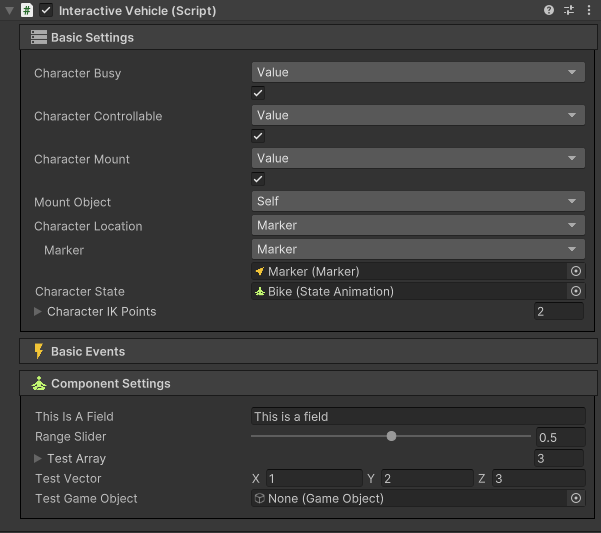 # Interactive Vehicle (Script)
Basic Settings
Character Busy Value
Character Controllable Value
Character Mount Value
Mount Object Self
Character Location Marker
Marker Marker
Marker (Marker)
Character State Bike (State Animation)
Character IK Points 2
Basic Events
Component Settings
This Is A Field This is a field
Range Slider 0.5
Test Array 3
Test Vector X 1 Y 2 Z 3
Test Game Object None (Game Object)